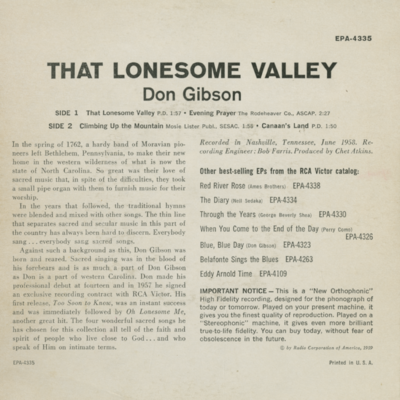 EPA-4335
THAT LONESOME VALLEY
Don Gibson
SIDE 1 That Lonesome Valley P.D. 1:57 • Evening Prayer The Rodeheaver Co., ASCAP. 2:27
SIDE 2 Climbing Up the Mountain Movie Lister Publ., SESAC. 1:59 • Canaan's Land P.D. 1:50
In the spring of 1762, a hardy band of Moravian pio-
neers left Bethlehem, Pennsylvania, to make their new
home in the western wilderness of what is now the
state of North Carolina. So great was their love of
sacred music that, in spite of the difficulties, they took
a small pipe organ with them to furnish music for their
worship.
In the years that followed, the traditional hymns
were blended and mixed with other songs. The thin line
that separates sacred and secular music in this part of
the country has always been hard to discern. Everybody
sang . . . everybody sang sacred songs.
Against such a background as this, Don Gibson was
born and reared. Sacred singing was in the blood of
his forebears and is as much a part of Don Gibson
as Don is a part of western Carolina. Don made his
professional debut at fourteen and in 1957 he signed
an exclusive recording contract with RCA Victor. His
first release, Too Soon to Know, was an instant success
and was immediately followed by Oh Lonesome Me,
another great hit. The four wonderful sacred songs he
has chosen for this collection all tell of the faith and
spirit of people who live close to God . . . and who
speak of Him on intimate terms.
EPA-4335
Recorded in Nashville, Tennessee, June 1958. Re-
cording Engineer: Bob Farris. Produced by Chet Atkins.
Other best-selling EPs from the RCA Victor catalog:
Red River Rose (Ames Brothers) EPA-4338
The Diary (Neil Sedaka) EPA-4334
Through the Years (George Beverly Shea) EPA-4330
When You Come to the End of the Day (Perry Como)
EPA-4326
Blue, Blue Day (Don Gibson) EPA-4323
Belafonte Sings the Blues EPA-4263
Eddy Arnold Time EPA-4109
IMPORTANT NOTICE – This is a "New Orthophonic"
High Fidelity recording, designed for the phonograph of
today or tomorrow. Played on your present machine, it
gives you the finest quality of reproduction. Played on a
"Stereophonic" machine, it gives even more brilliant
true-to-life fidelity. You can buy today, without fear of
obsolescence in the future.
© by Radio Corporation of America, 1959
Printed in U. S. A.